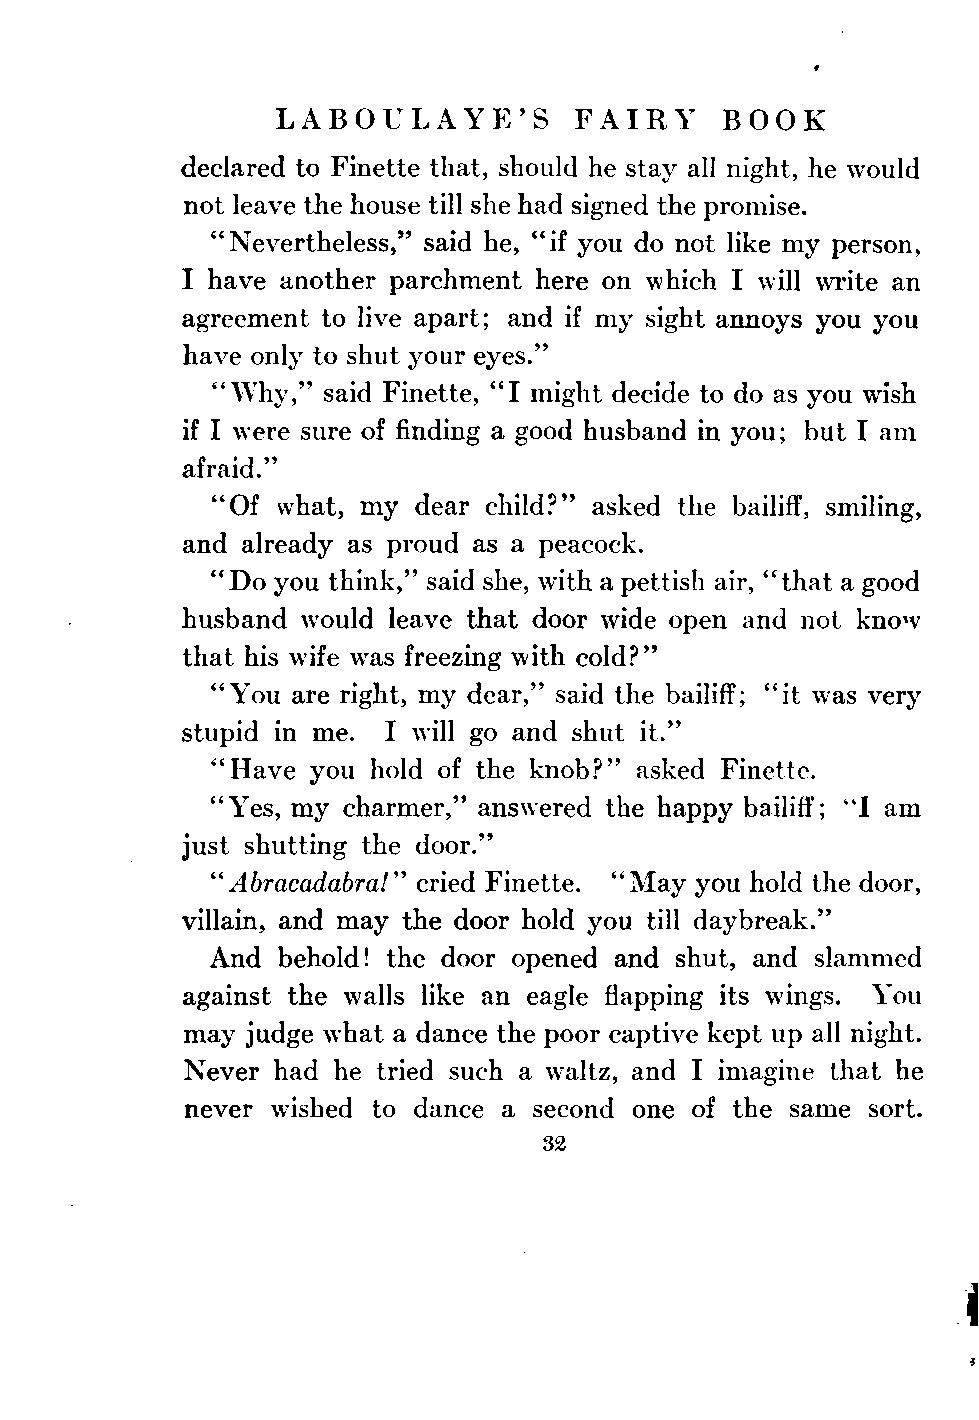 LABOULAYE'S FAIRY BOOK
declared to Finette that, should he stay all night, he would
not leave the house till she had signed the promise.
"Nevertheless," said he, "if you do not like my person,
I have another parchment here on which I will write an
agreement to live apart; and if my sight annoys you you
have only to shut your eyes."
"Why," said Finette, "I might decide to do as you wish
if I were sure of finding a good husband in you; but I am
afraid."
"Of what, my dear child?" asked the bailiff, smiling,
and already as proud as a peacock.
"Do you think," said she, with a pettish air, "that a good
husband would leave that door wide open and not know
that his wife was freezing with cold?"
"You are right, my dear," said the bailiff; "it was very
stupid in me. I will go and shut it."
"Have you hold of the knob?" asked Finette.
"Yes, my charmer," answered the happy bailiff; "I am
just shutting the door."
"Abracadabra!" cried Finette. "May you hold the door,
villain, and may the door hold you till daybreak."
And behold! the door opened and shut, and slammed
against the walls like an eagle flapping its wings. You
may judge what a dance the poor captive kept up all night.
Never had he tried such a waltz, and I imagine that he
never wished to dance a second one of the same sort.
32